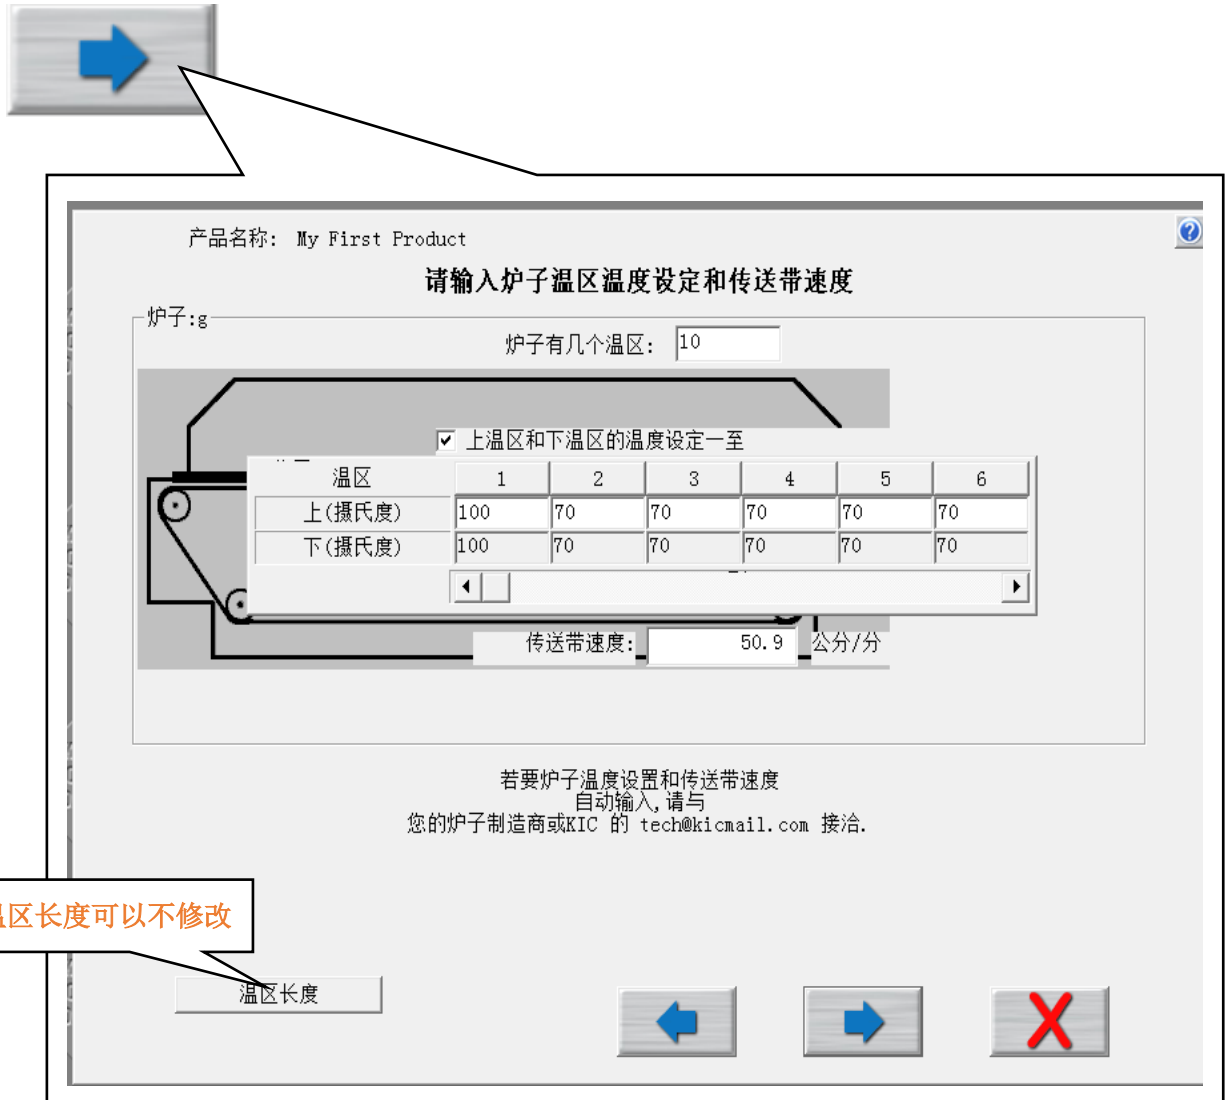 产品名称: My First Product
请输入炉子温区温度设定和传送带速度
炉子:g
炉子有几个温区: 10
上温区和下温区的温度设定一至
温区 1 2 3 4 5 6
上(摄氏度) 100 70 70 70 70 70
下(摄氏度) 100 70 70 70 70 70
传送带速度: 50.9 公分/分
若要炉子温度设置和传送带速度
自动输入,请与
您的炉子制造商或KIC 的 tech@kicmail.com 接洽.
区长度可以不修改
温区长度